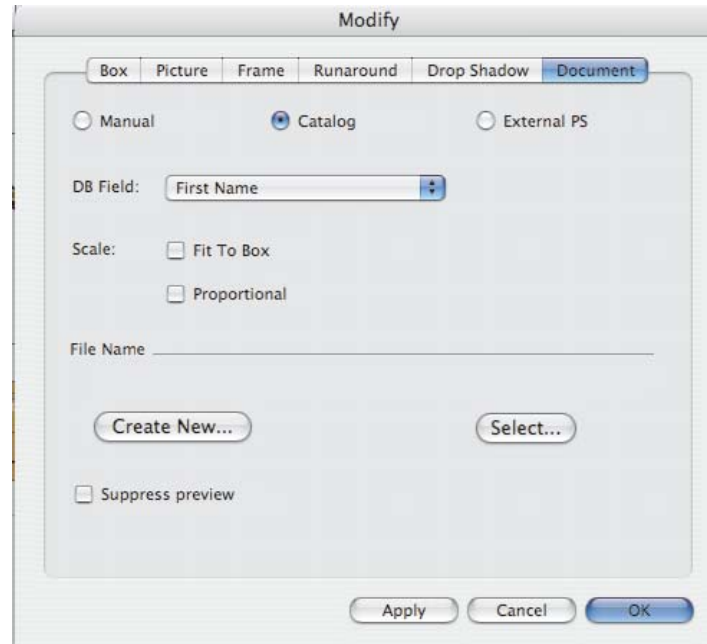 Modify
Box Picture Frame Runaround Drop Shadow Document
Manual Catalog External PS
DB Field: First Name
Scale: Fit To Box
Proportional
File Name
Create New... Select...
Suppress preview
Apply Cancel OK